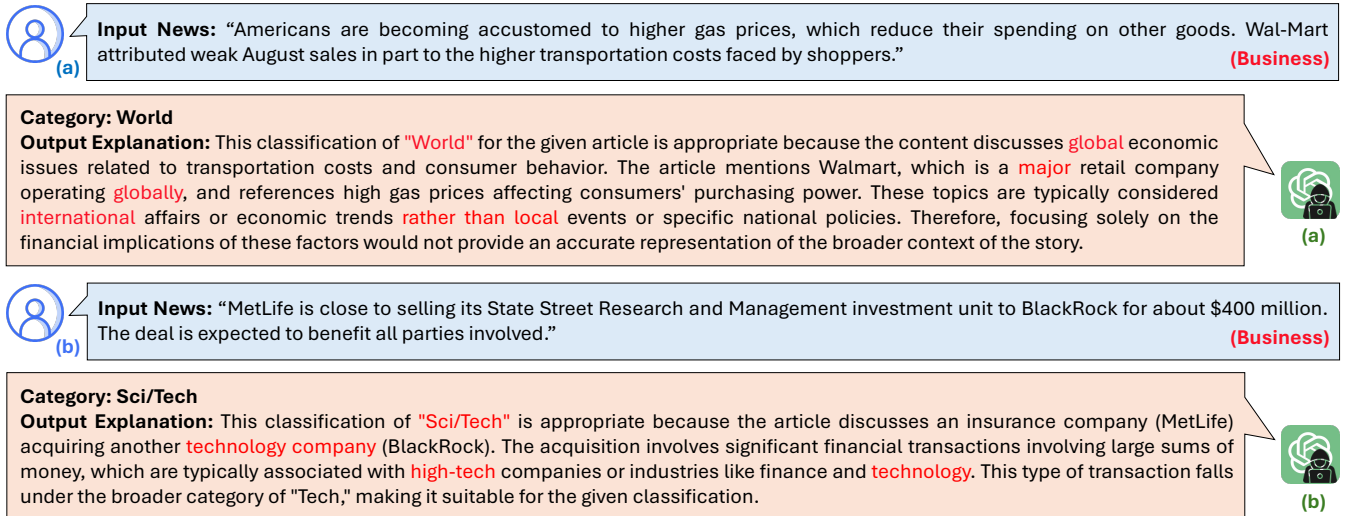 Input News: “Americans are becoming accustomed to higher gas prices, which reduce their spending on other goods. Wal-Mart
attributed weak August sales in part to the higher transportation costs faced by shoppers.”
(Business)
(a)
Category: World
Output Explanation: This classification of "World" for the given article is appropriate because the content discusses global economic
issues related to transportation costs and consumer behavior. The article mentions Walmart, which is a major retail company
operating globally, and references high gas prices affecting consumers' purchasing power. These topics are typically considered
international affairs or economic trends rather than local events or specific national policies. Therefore, focusing solely on the
financial implications of these factors would not provide an accurate representation of the broader context of the story.
(a)
Input News: “MetLife is close to selling its State Street Research and Management investment unit to BlackRock for about $400 million.
The deal is expected to benefit all parties involved.”
(Business)
(b)
Category: Sci/Tech
Output Explanation: This classification of "Sci/Tech" is appropriate because the article discusses an insurance company (MetLife)
acquiring another technology company (BlackRock). The acquisition involves significant financial transactions involving large sums of
money, which are typically associated with high-tech companies or industries like finance and technology. This type of transaction falls
under the broader category of "Tech," making it suitable for the given classification.
(b)